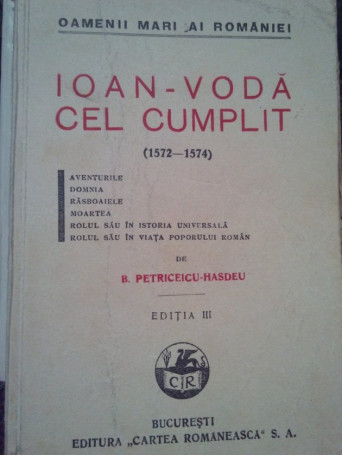 OAMENII MARI AI ROMÂNIEI
IOAN-VODĂ
CEL CUMPLIT
(1572—1574)
AVENTURILE
DOMNIA
RĂSBOAIELE
MOARTEA
ROLUL SĂU ÎN ISTORIA UNIVERSALĂ
ROLUL SĂU ÎN VIAȚA POPORULUI ROMÂN
DE
B. PETRICEICU-HASDEU
EDIȚIA III
C R
BUCUREȘTI
EDITURA „CARTEA ROMÂNEASCĂ" S. A.